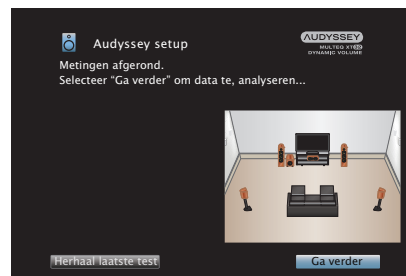 Audyssey setup
AUDYSSEY
MULTEQ XT32
DYNAMIC VOLUME
Metingen afgerond.
Selecteer “Ga verder” om data te, analyseren...
Herhaal laatste test
Ga verder